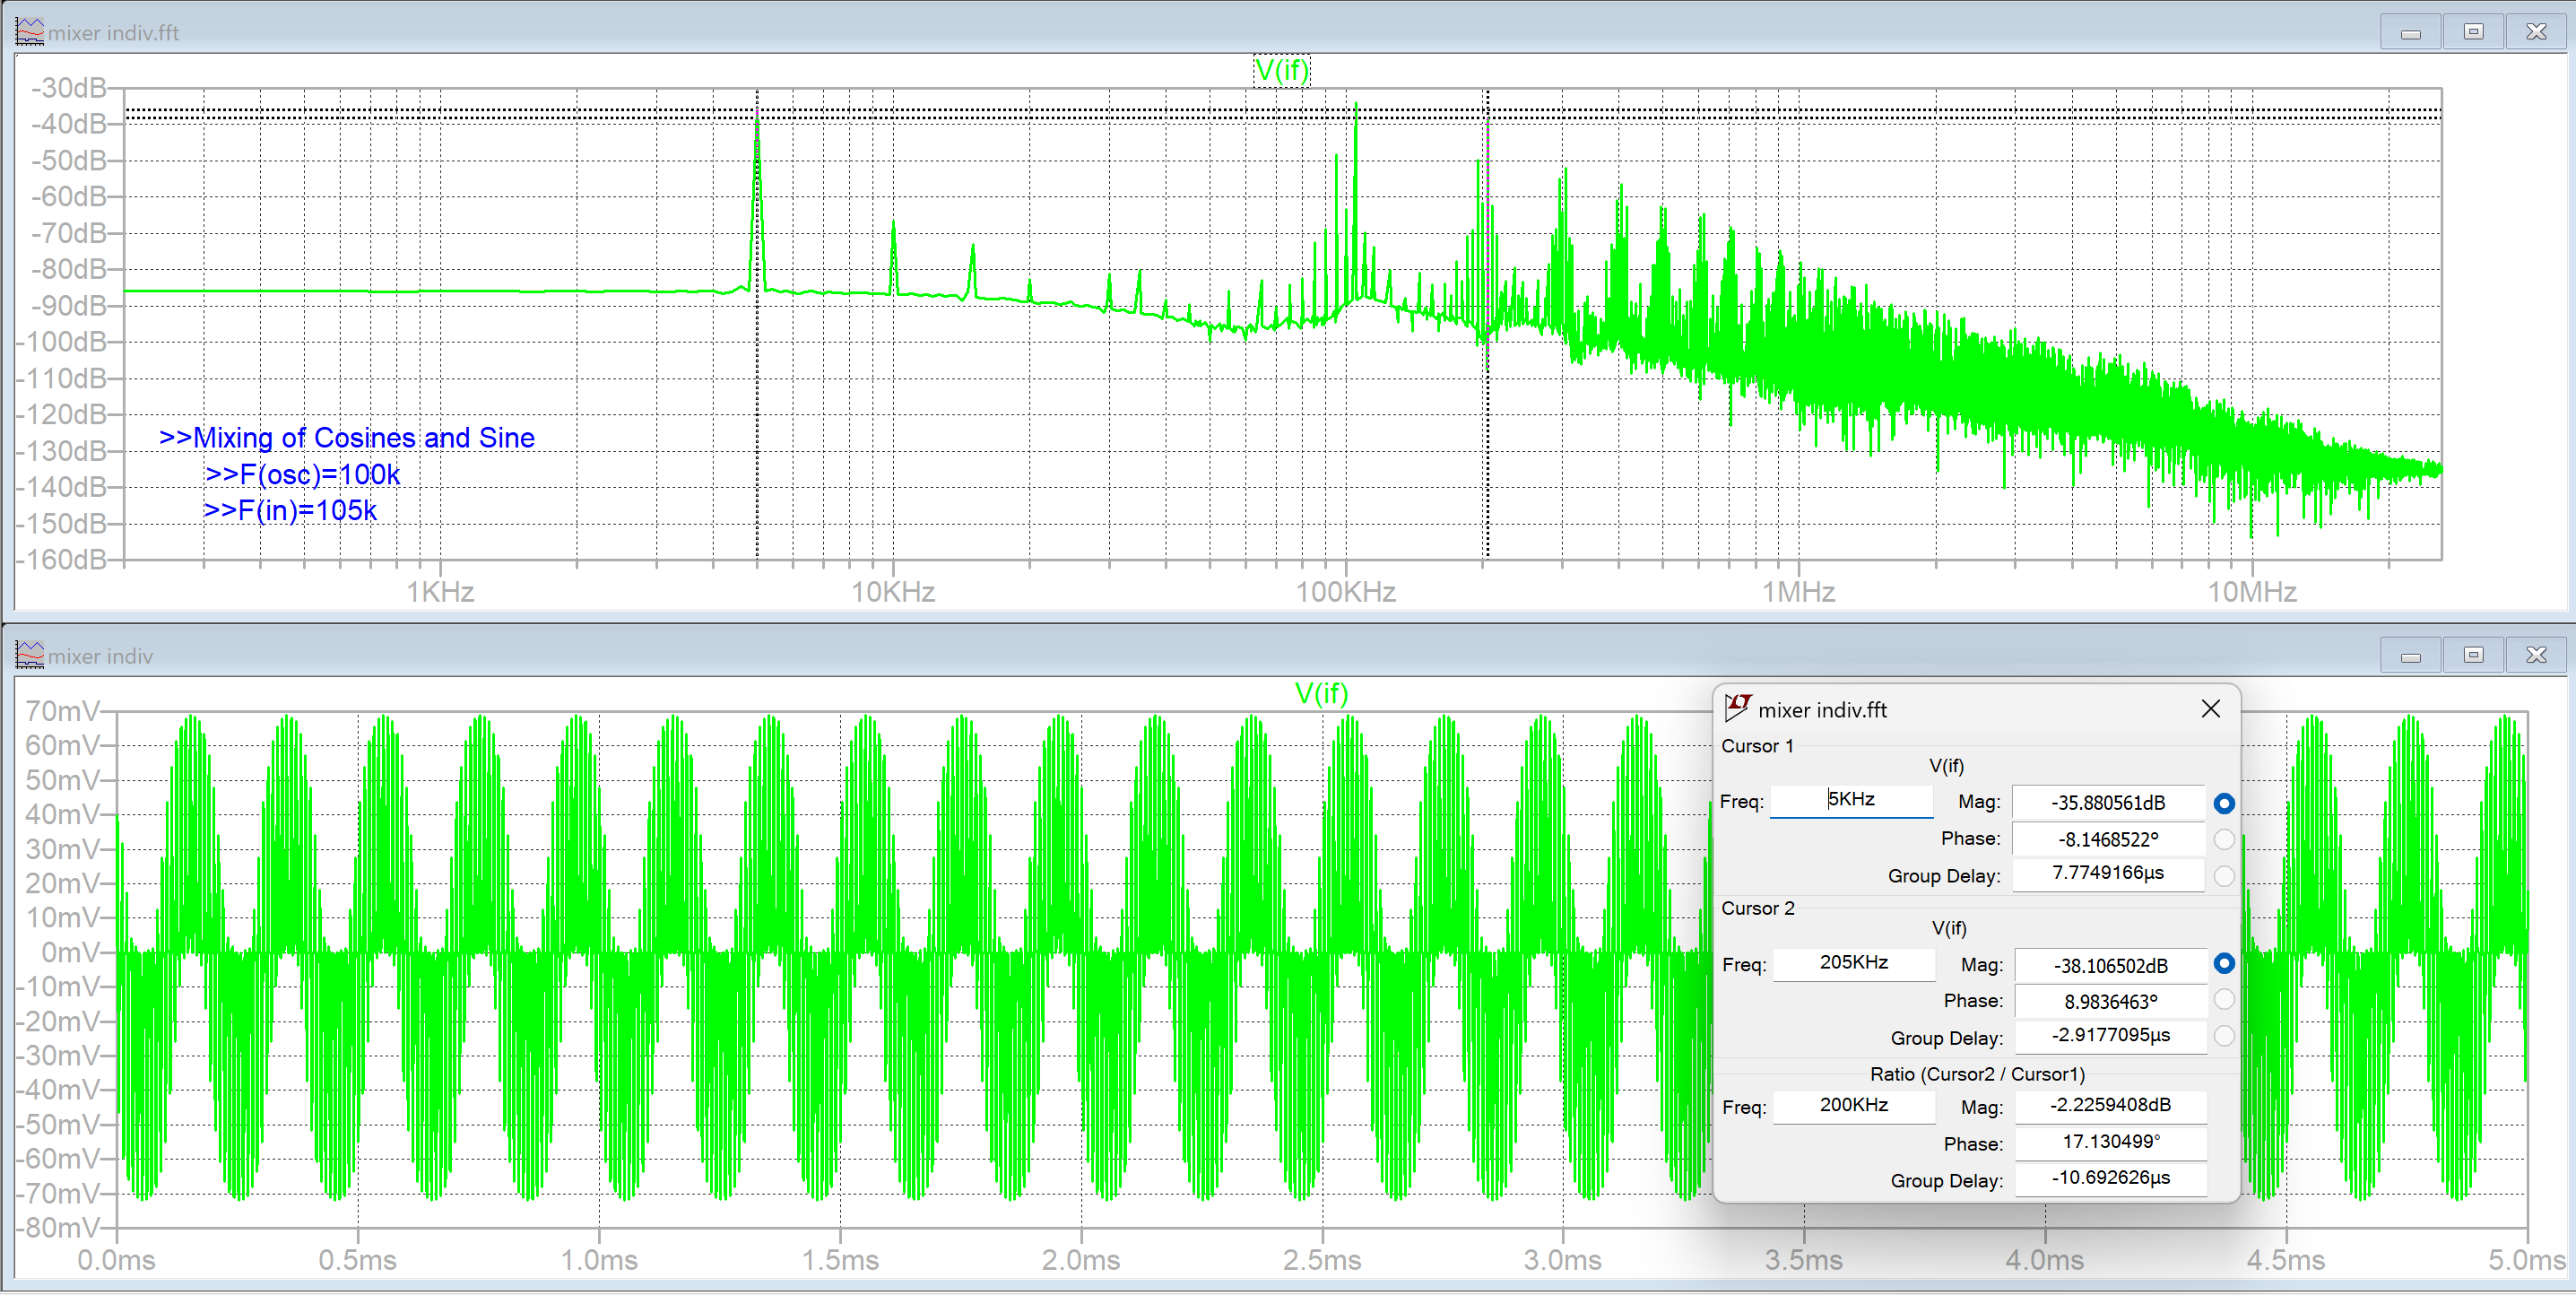 mixer indiv.fft
V(if)
-30dB
-40dB
-50dB
-60dB
-70dB
-80dB
-90dB
-100dB
-110dB
-120dB
-130dB
-140dB
-150dB
-160dB
>>Mixing of Cosines and Sine
>>F(osc)=100k
>>F(in)=105k
1KHz 10KHz 100KHz 1MHz 10MHz
mixer indiv
V(if)
70mV
60mV
50mV
40mV
30mV
20mV
10mV
0mV
-10mV
-20mV
-30mV
-40mV
-50mV
-60mV
-70mV
-80mV
0.0ms 0.5ms 1.0ms 1.5ms 2.0ms 2.5ms 3.0ms 3.5ms 4.0ms 4.5ms 5.0ms
mixer indiv.fft
Cursor 1
V(if)
Freq: 5KHz Mag: -35.880561dB
Phase: -8.1468522°
Group Delay: 7.7749166µs
Cursor 2
V(if)
Freq: 205KHz Mag: -38.106502dB
Phase: 8.9836463°
Group Delay: -2.9177095µs
Ratio (Cursor2 / Cursor1)
Freq: 200KHz Mag: -2.2259408dB
Phase: 17.130499°
Group Delay: -10.692626µs